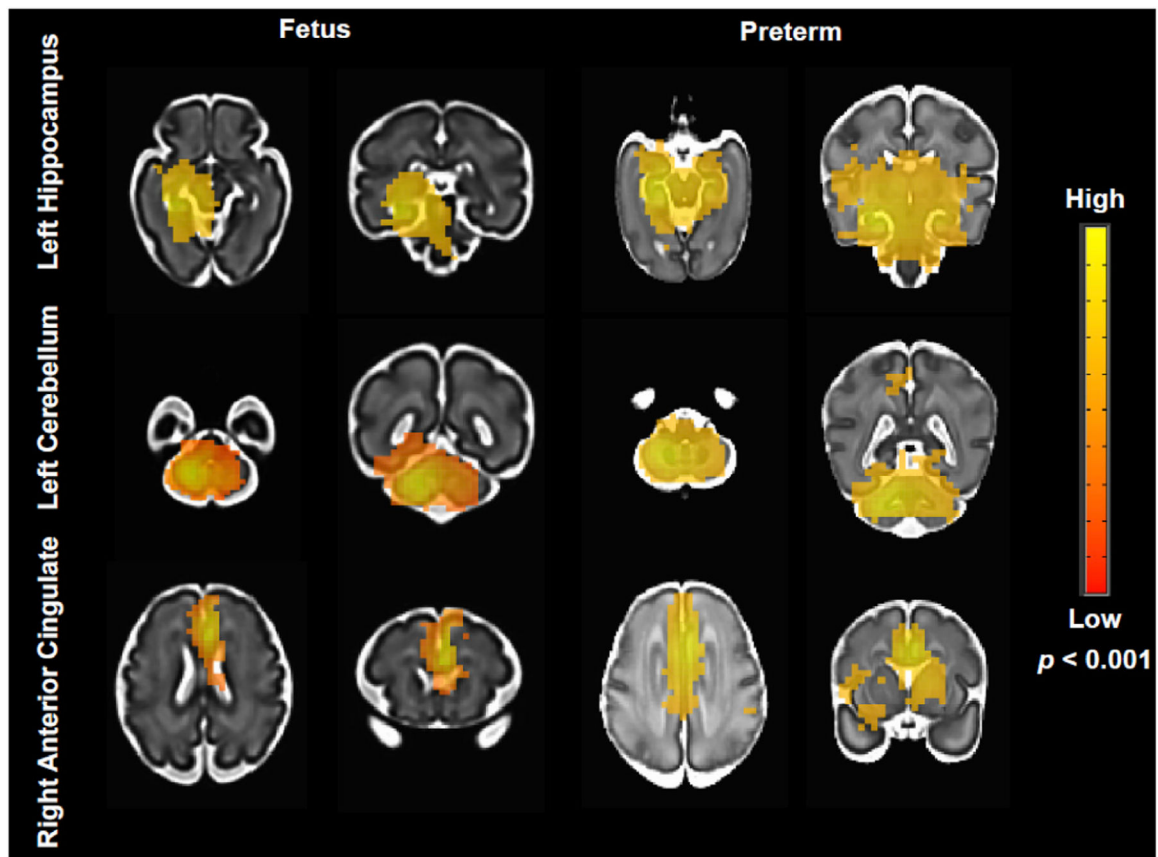 Fetus
Preterm
Left Hippocampus
Left Cerebellum
Right Anterior Cingulate
High
Low
p < 0.001